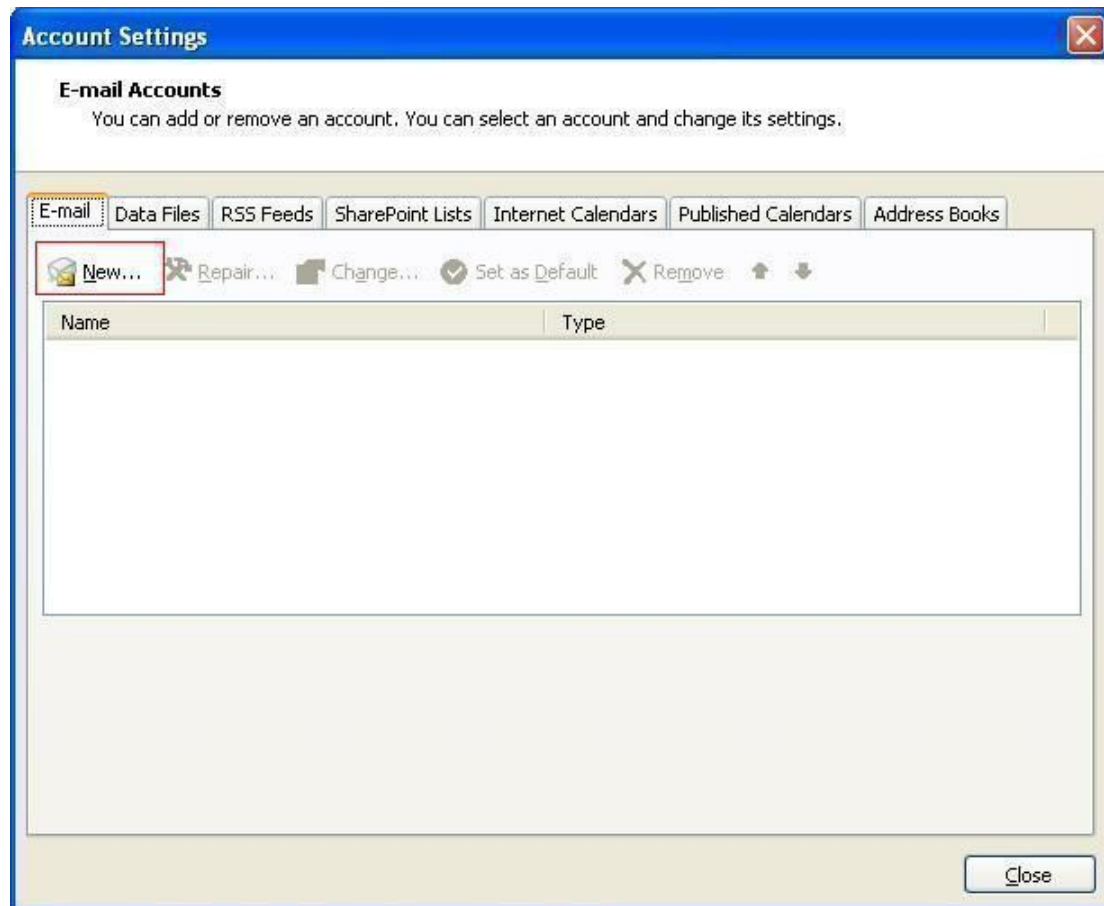 Account Settings
E-mail Accounts
You can add or remove an account. You can select an account and change its settings.
E-mail Data Files RSS Feeds SharePoint Lists Internet Calendars Published Calendars Address Books
New... Repair... Change... Set as Default Remove
Name Type
Close